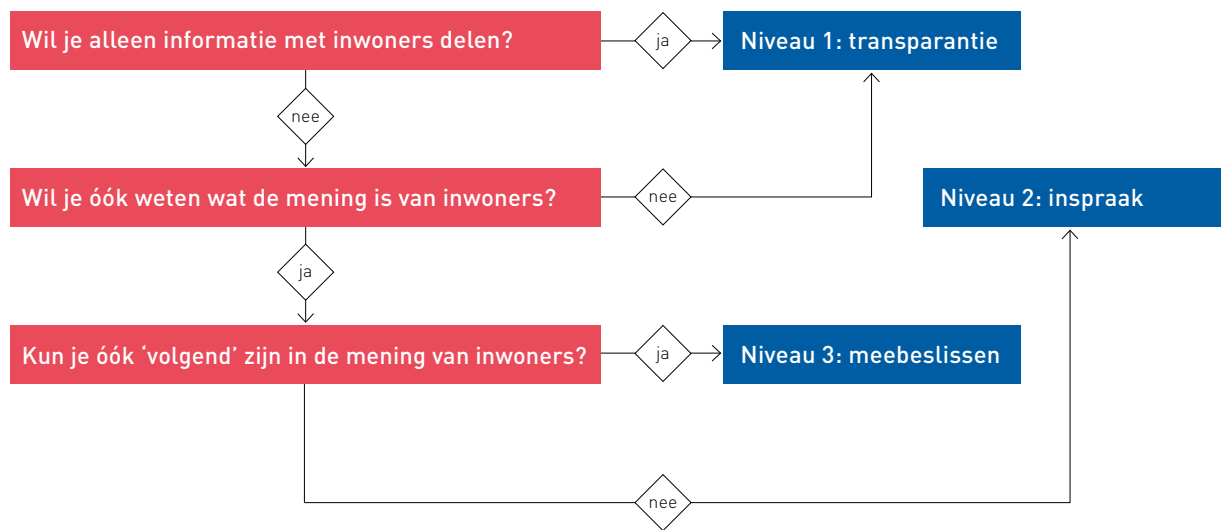 Wil je alleen informatie met inwoners delen?
ja
Niveau 1: transparantie
nee
Wil je óók weten wat de mening is van inwoners?
nee
Niveau 2: inspraak
ja
Kun je óók ‘volgend’ zijn in de mening van inwoners?
ja
Niveau 3: meebeslissen
nee